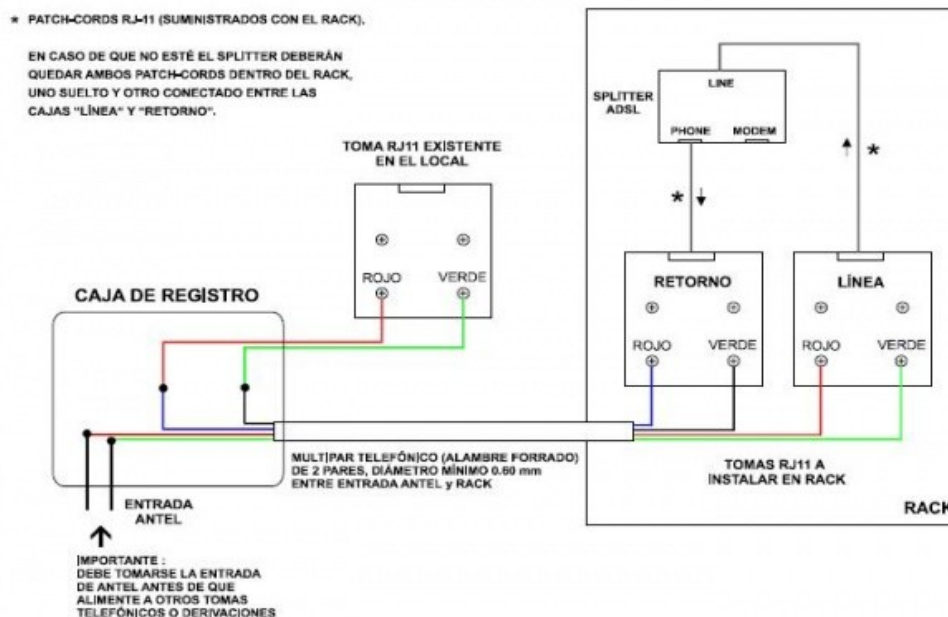 * PATCH-CORDS RJ-11 (SUMINISTRADOS CON EL RACK).
EN CASO DE QUE NO ESTÉ EL SPLITTER DEBERÁN
QUEDAR AMBOS PATCH-CORDS DENTRO DEL RACK,
UNO SUELTO Y OTRO CONECTADO ENTRE LAS
CAJAS "LÍNEA" Y "RETORNO".
TOMA RJ11 EXISTENTE
EN EL LOCAL
ROJO
VERDE
CAJA DE REGISTRO
ENTRADA
ANTEL
IMPORTANTE :
DEBE TOMARSE LA ENTRADA
DE ANTEL ANTES DE QUE
ALIMENTE A OTROS TOMAS
TELEFÓNICOS O DERIVACIONES
MULTIPAR TELEFÓNICO (ALAMBRE FORRADO)
DE 2 PARES, DIÁMETRO MÍNIMO 0.60 mm
ENTRE ENTRADA ANTEL y RACK
SPLITTER
ADSL
LINE
PHONE
MODEM
*
*
RETORNO
ROJO
VERDE
LÍNEA
ROJO
VERDE
TOMAS RJ11 A
INSTALAR EN RACK
RACK